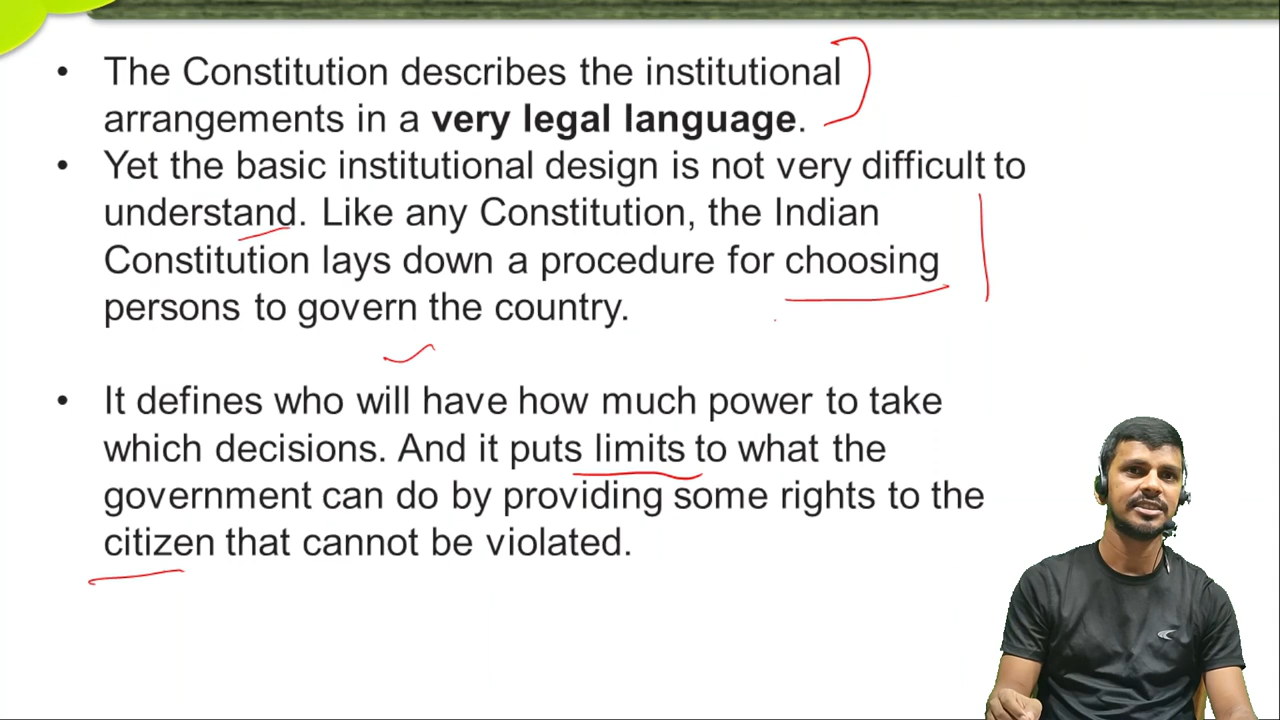 • The Constitution describes the institutional
arrangements in a very legal language.
• Yet the basic institutional design is not very difficult to
understand. Like any Constitution, the Indian
Constitution lays down a procedure for choosing
persons to govern the country.
• It defines who will have how much power to take
which decisions. And it puts limits to what the
government can do by providing some rights to the
citizen that cannot be violated.